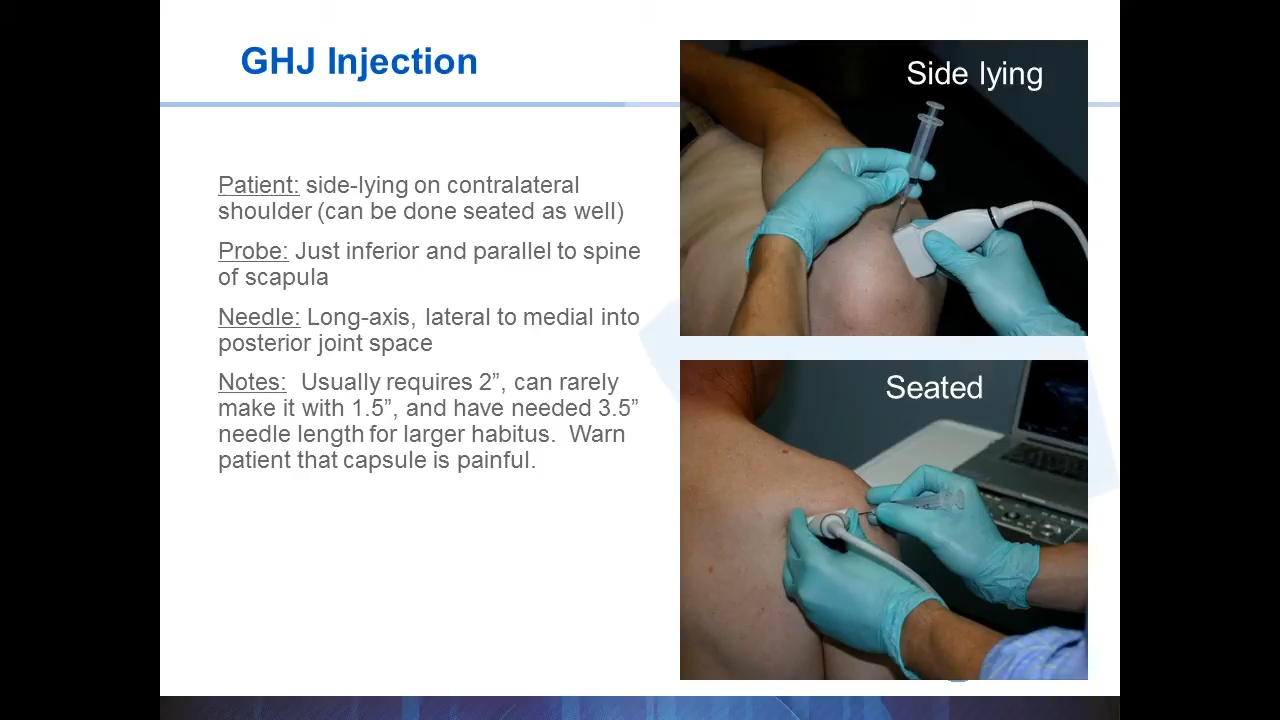 GHJ Injection
Patient: side-lying on contralateral
shoulder (can be done seated as well)
Probe: Just inferior and parallel to spine
of scapula
Needle: Long-axis, lateral to medial into
posterior joint space
Notes:  Usually requires 2”, can rarely
make it with 1.5”, and have needed 3.5”
needle length for larger habitus.  Warn
patient that capsule is painful.
Side lying
Seated